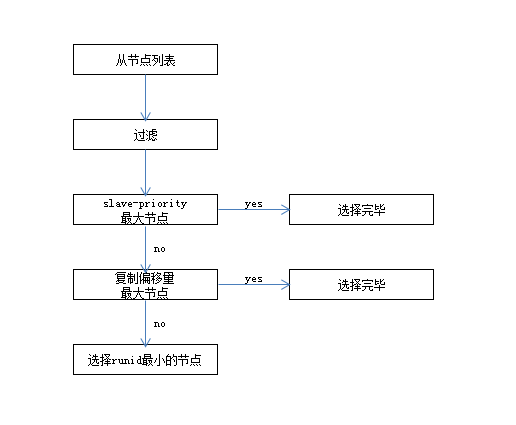 从节点列表
过滤
slave-priority
最大节点
yes
选择完毕
no
复制偏移量
最大节点
yes
选择完毕
no
选择runid最小的节点